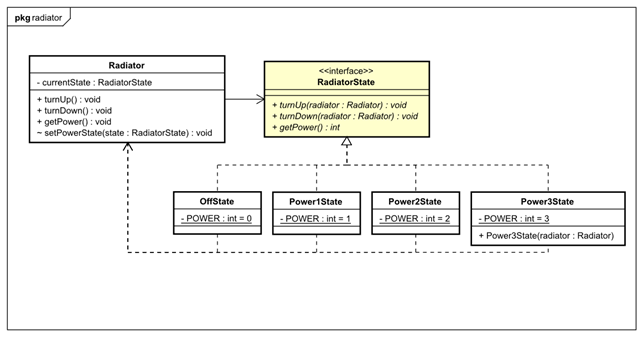 pkg radiator
Radiator
- currentState : RadiatorState
+ turnUp() : void
+ turnDown() : void
+ getPower() : void
~ setPowerState(state : RadiatorState) : void
<<interface>>
RadiatorState
+ turnUp(radiator : Radiator) : void
+ turnDown(radiator : Radiator) : void
+ getPower() : int
OffState
- POWER : int = 0
Power1State
- POWER : int = 1
Power2State
- POWER : int = 2
Power3State
- POWER : int = 3
+ Power3State(radiator : Radiator)